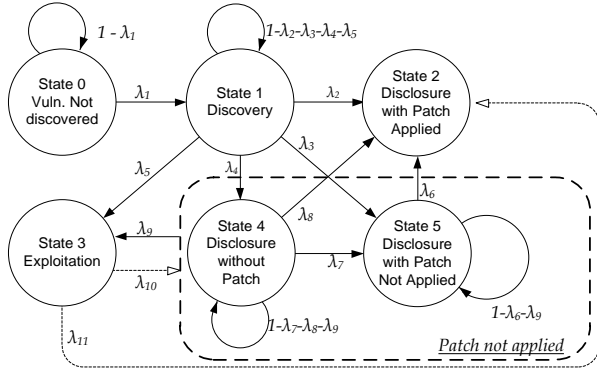 1 - λ1
1-λ2-λ3-λ4-λ5
State 0
Vuln. Not
discovered
λ1
State 1
Discovery
λ2
State 2
Disclosure
with Patch
Applied
λ5
λ4
λ3
λ8
λ6
State 3
Exploitation
λ9
λ10
State 4
Disclosure
without
Patch
λ7
State 5
Disclosure
with Patch
Not Applied
λ11
1-λ7-λ8-λ9
1-λ6-λ9
Patch not applied